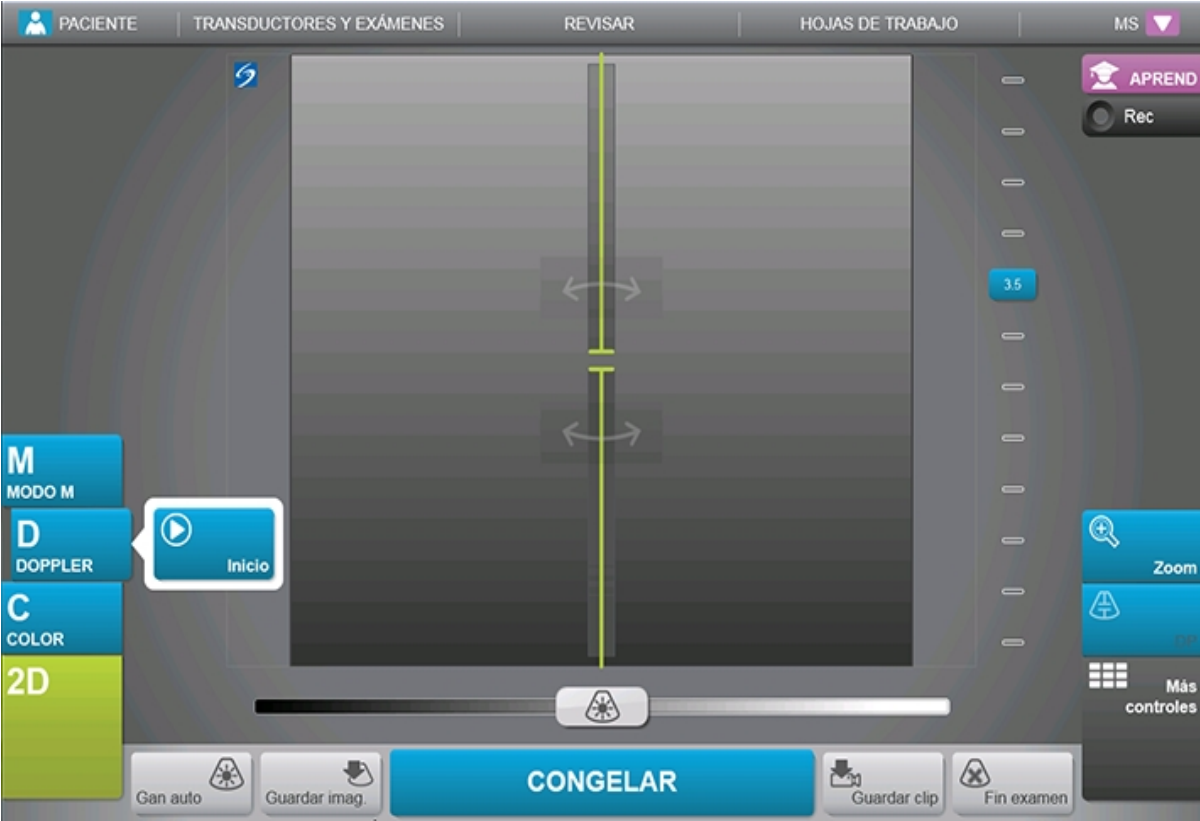 PACIENTE
TRANSDUCTORES Y EXÁMENES
REVISAR
HOJAS DE TRABAJO
MS
APREND
Rec
3.5
M
MODO M
D
DOPPLER
Inicio
C
COLOR
2D
Zoom
Más
controles
Gan auto
Guardar imag.
CONGELAR
Guardar clip
Fin examen